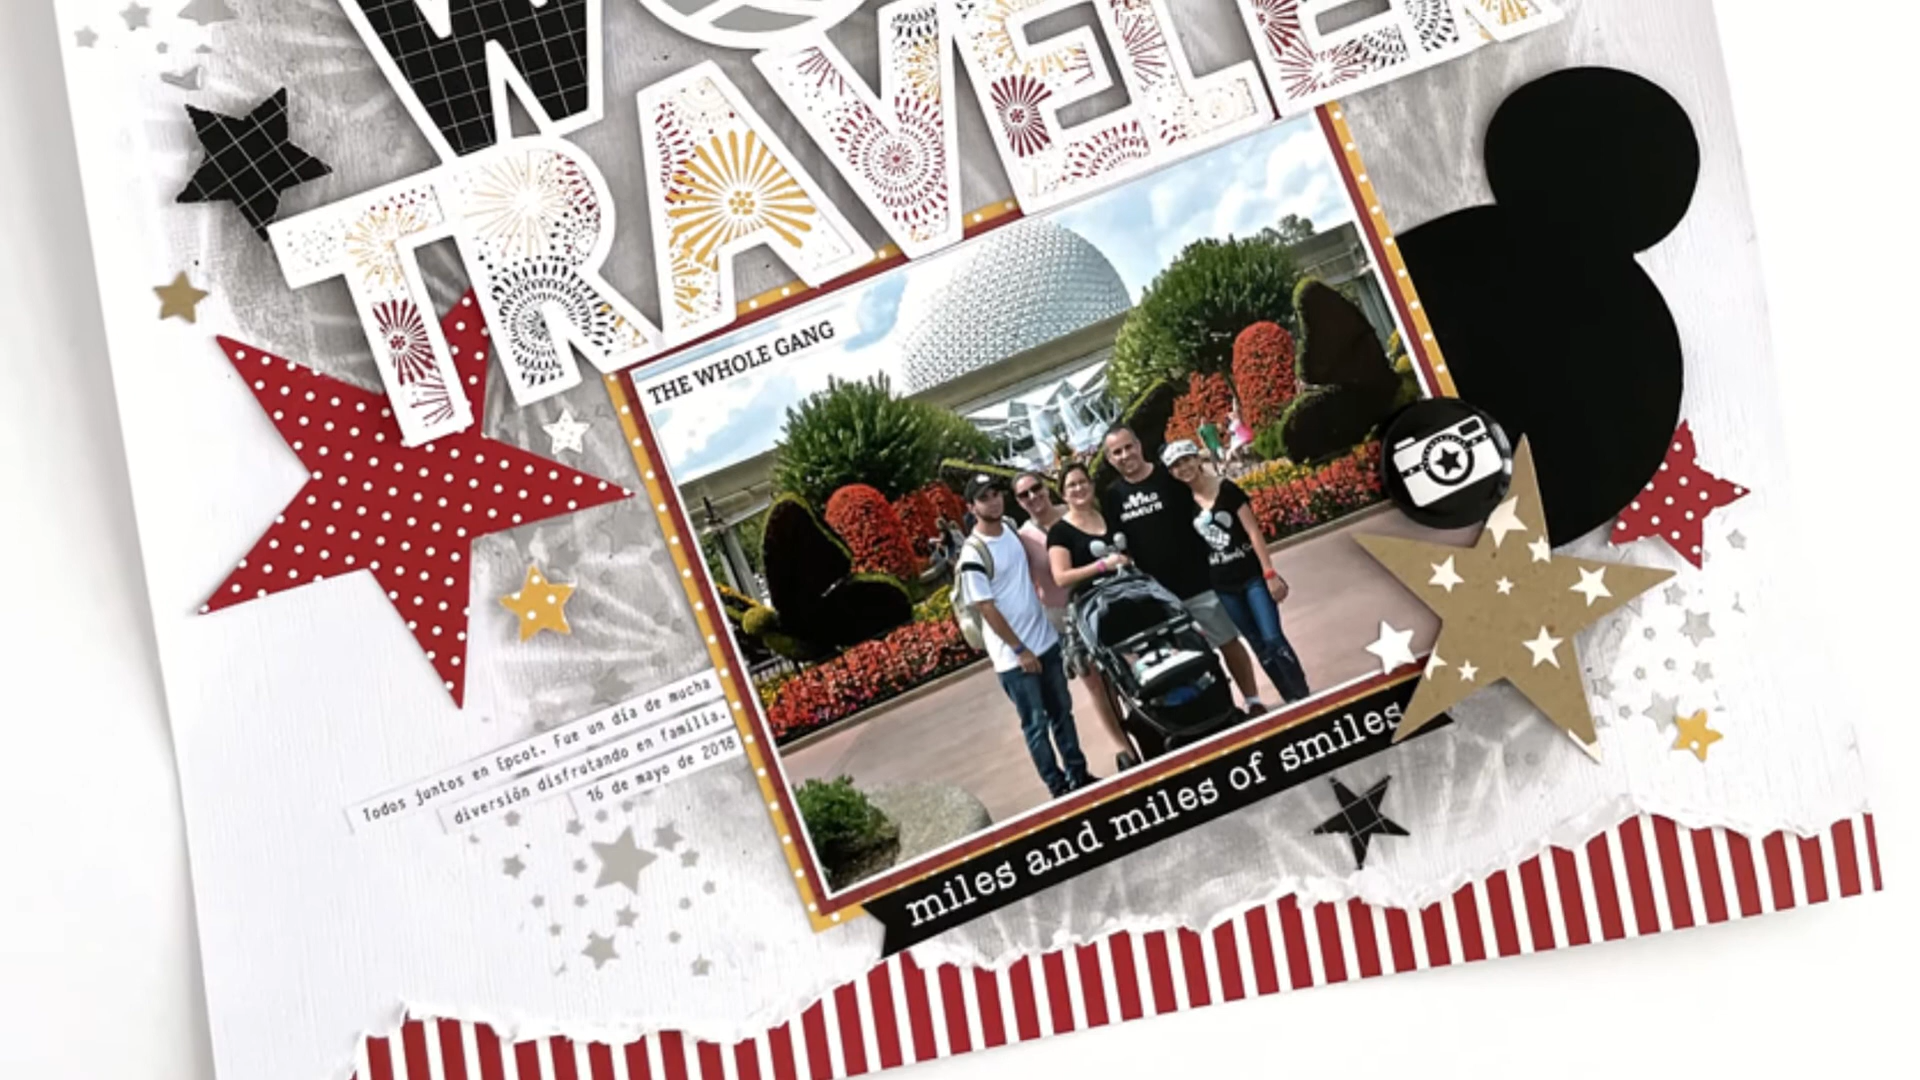 TRAVELER
THE WHOLE GANG
Todos juntos en Epcot. Fue un día de mucha
diversión disfrutando en familia.
16 de mayo de 2018
miles and miles of smiles